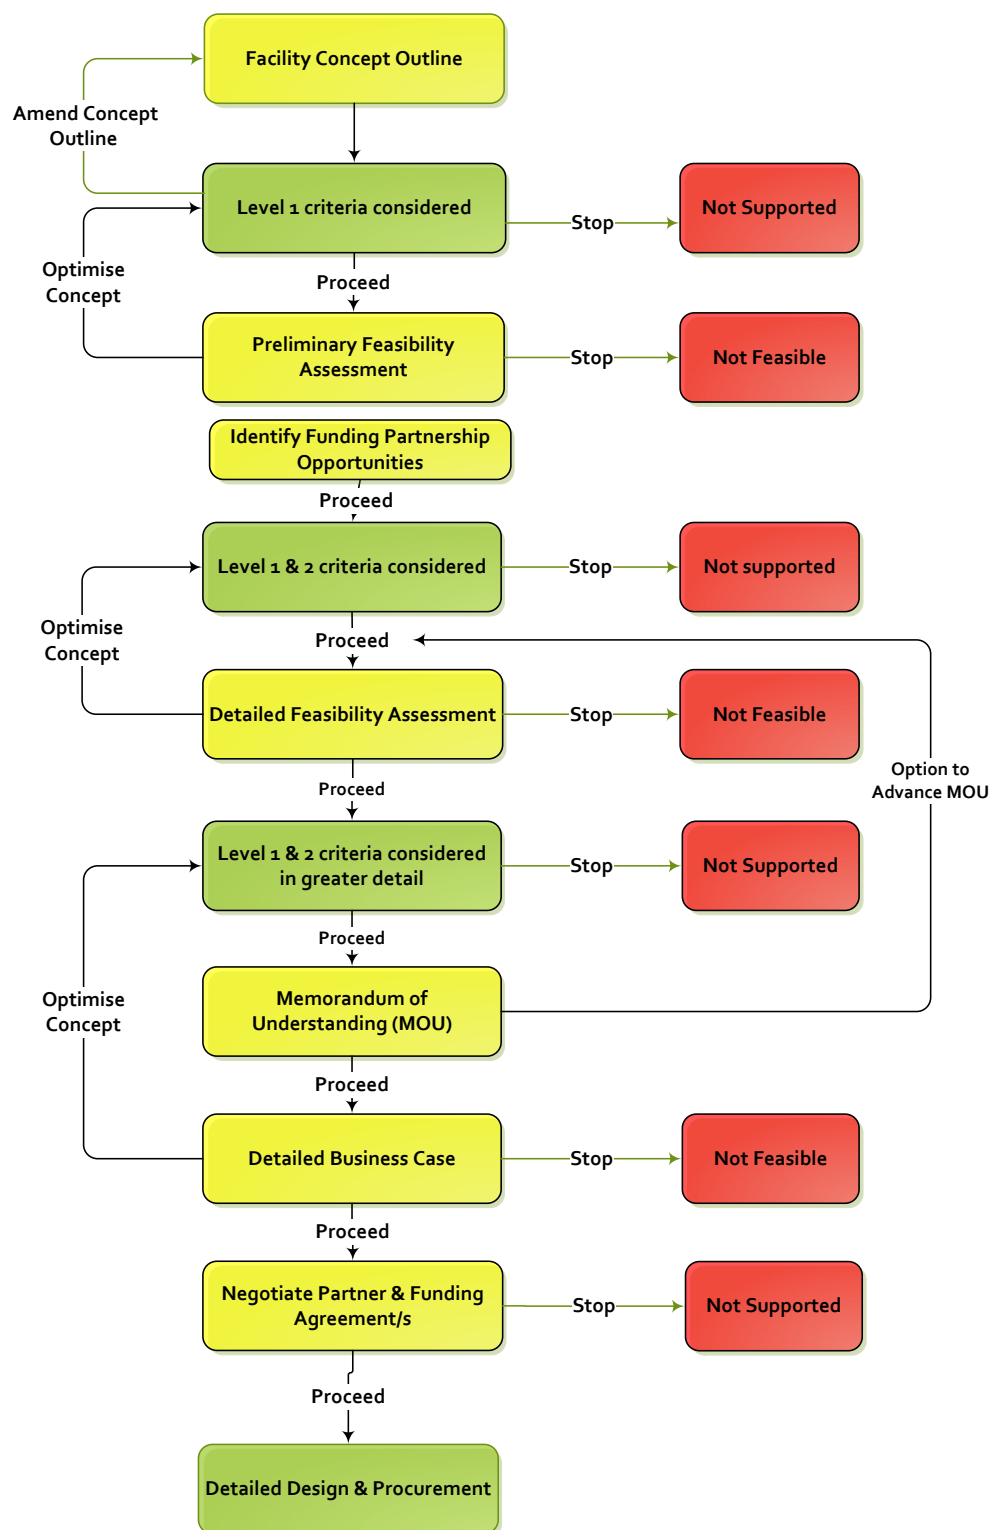 Facility Concept Outline
Amend Concept
Outline
Level 1 criteria considered
Stop
Not Supported
Optimise
Concept
Proceed
Preliminary Feasibility
Assessment
Stop
Not Feasible
Identify Funding Partnership
Opportunities
Proceed
Level 1 & 2 criteria considered
Stop
Not supported
Optimise
Concept
Proceed
Detailed Feasibility Assessment
Stop
Not Feasible
Option to
Advance MOU
Proceed
Level 1 & 2 criteria considered
in greater detail
Stop
Not Supported
Proceed
Optimise
Concept
Memorandum of
Understanding (MOU)
Proceed
Detailed Business Case
Stop
Not Feasible
Proceed
Negotiate Partner & Funding
Agreement/s
Stop
Not Supported
Proceed
Detailed Design & Procurement